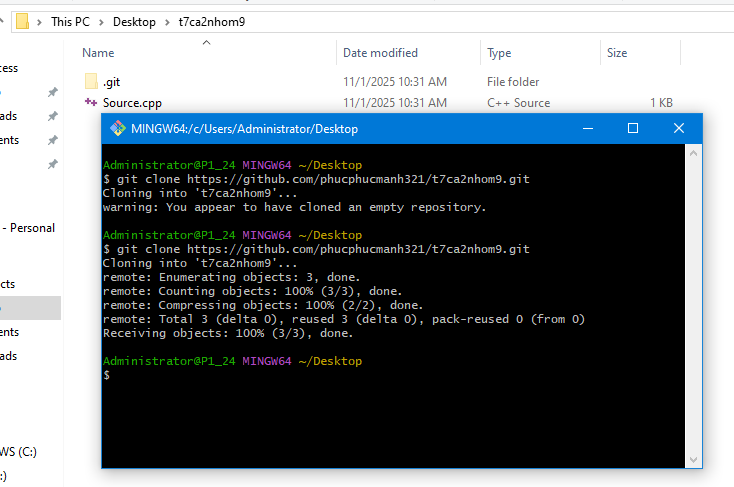 This PC > Desktop > t7ca2nhom9
Name Date modified Type Size
cess
.git 11/1/2025 10:31 AM File folder
Source.cpp 11/1/2025 10:31 AM C++ Source 1 KB
ads
ents
- Personal
cts
ents
ads
WS (C:)
:)
MINGW64:/c/Users/Administrator/Desktop
Administrator@P1_24 MINGW64 ~/Desktop
$ git clone https://github.com/phucphucmanh321/t7ca2nhom9.git
Cloning into 't7ca2nhom9'...
warning: You appear to have cloned an empty repository.
Administrator@P1_24 MINGW64 ~/Desktop
$ git clone https://github.com/phucphucmanh321/t7ca2nhom9.git
Cloning into 't7ca2nhom9'...
remote: Enumerating objects: 3, done.
remote: Counting objects: 100% (3/3), done.
remote: Compressing objects: 100% (2/2), done.
remote: Total 3 (delta 0), reused 3 (delta 0), pack-reused 0 (from 0)
Receiving objects: 100% (3/3), done.
Administrator@P1_24 MINGW64 ~/Desktop
$